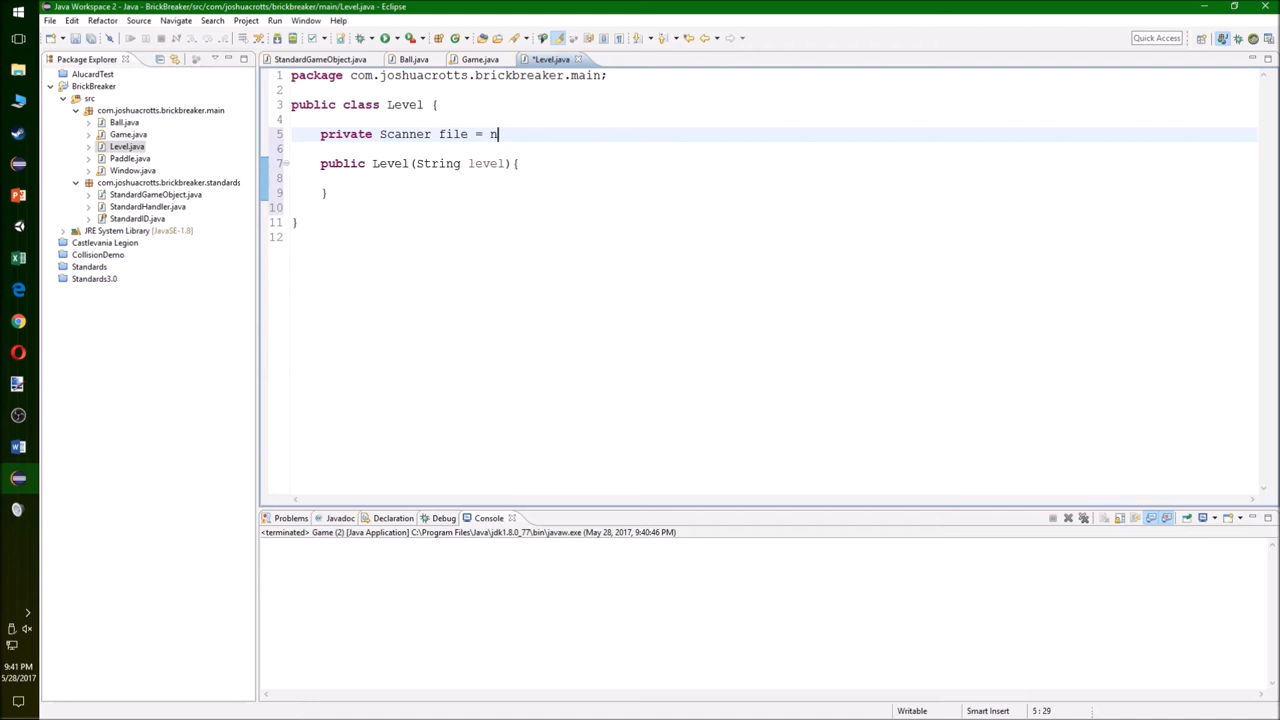 Java Workspace 2 - Java - BrickBreaker/src/com/joshuacrotts/brickbreaker/main/Level.java - Eclipse
File Edit Refactor Source Navigate Search Project Run Window Help
Quick Access
Package Explorer
StandardGameObject.java Ball.java Game.java *Level.java
AlucardTest
BrickBreaker
src
com.joshuacrotts.brickbreaker.main
Ball.java
Game.java
Level.java
Paddle.java
Window.java
com.joshuacrotts.brickbreaker.standards
StandardGameObject.java
StandardHandler.java
StandardID.java
JRE System Library [JavaSE-1.8]
Castlevania Legion
CollisionDemo
Standards
Standards3.0
1 package com.joshuacrotts.brickbreaker.main;
2
3 public class Level {
4
5 private Scanner file = n
6
7 public Level(String level){
8
9 }
10
11 }
12
Problems Javadoc Declaration Debug Console
<terminated> Game (2) [Java Application] C:\Program Files\Java\jdk1.8.0_77\bin\javaw.exe (May 28, 2017, 9:40:46 PM)
9:41 PM
5/28/2017
Writable Smart Insert 5 : 29